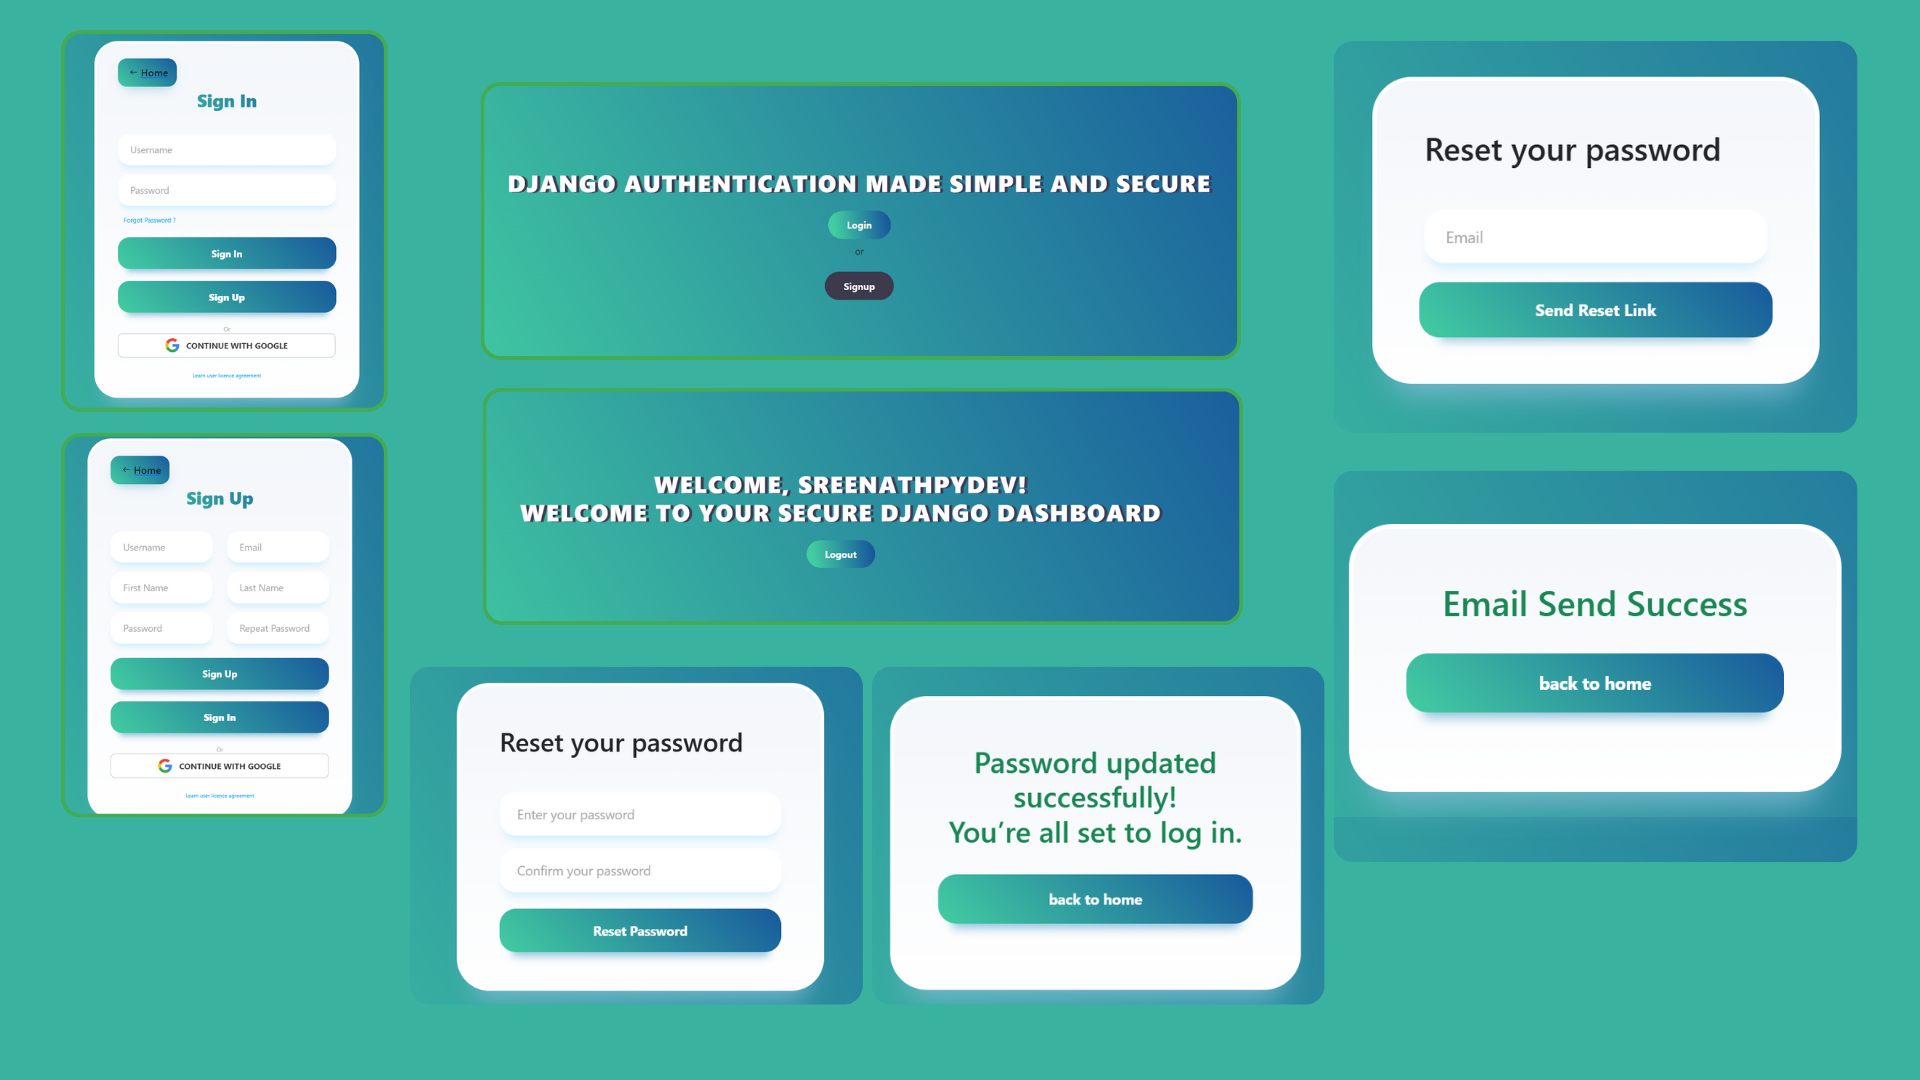 ← Home
Sign In
Username
Password
Forgot Password ?
Sign In
Sign Up
Or
CONTINUE WITH GOOGLE
Learn user licence agreement
← Home
Sign Up
Username
Email
First Name
Last Name
Password
Repeat Password
Sign Up
Sign In
Or
CONTINUE WITH GOOGLE
Learn user licence agreement
DJANGO AUTHENTICATION MADE SIMPLE AND SECURE
Login
or
Signup
WELCOME, SREENATHPYDEV!
WELCOME TO YOUR SECURE DJANGO DASHBOARD
Logout
Reset your password
Enter your password
Confirm your password
Reset Password
Password updated
successfully!
You’re all set to log in.
back to home
Reset your password
Email
Send Reset Link
Email Send Success
back to home